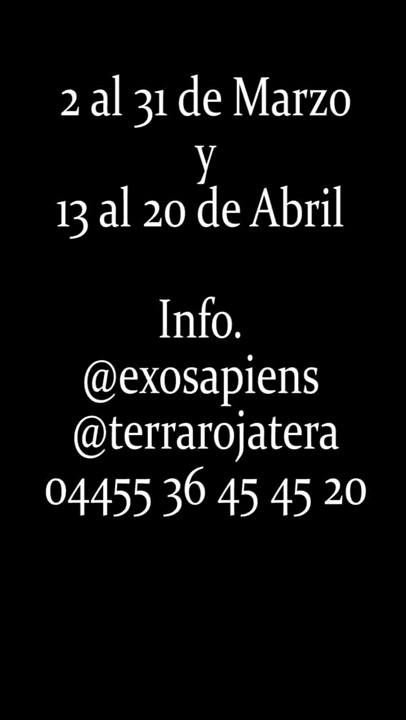 2 al 31 de Marzo
y
13 al 20 de Abril
Info.
@exosapiens
@terrarojatera
04455 36 45 45 20